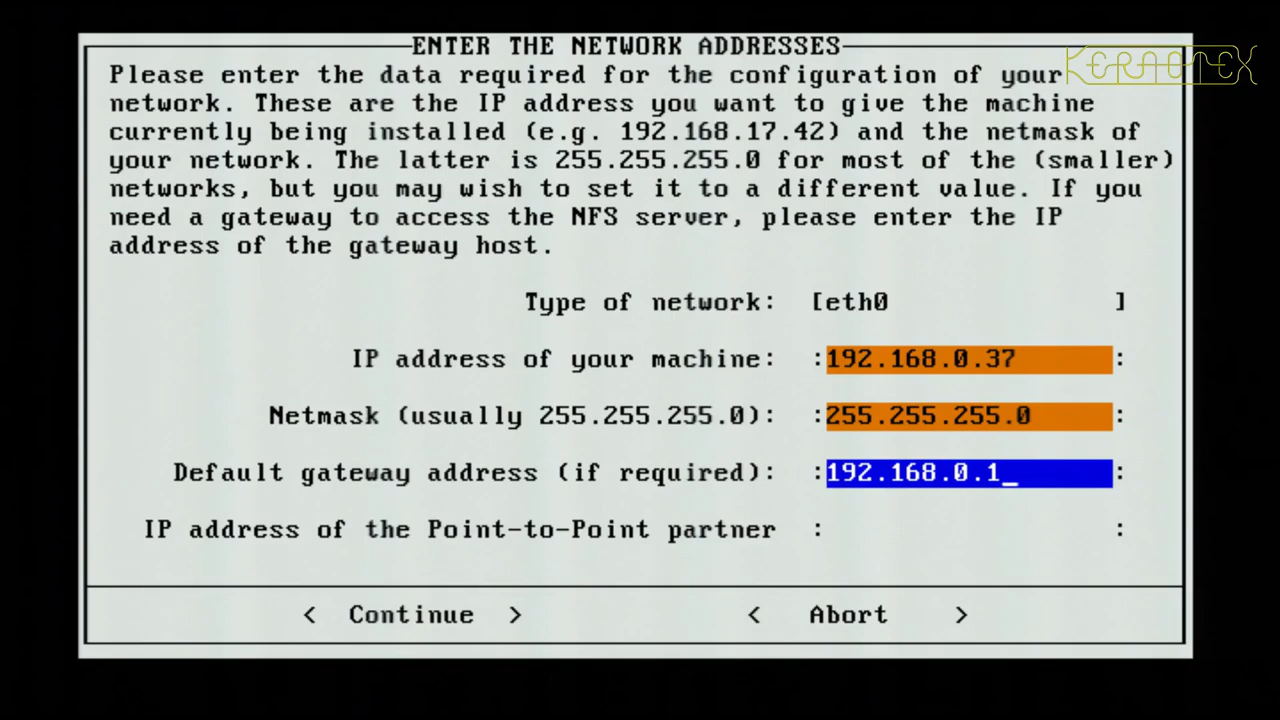 ENTER THE NETWORK ADDRESSES
KERAOTEX
Please enter the data required for the configuration of your
network. These are the IP address you want to give the machine
currently being installed (e.g. 192.168.17.42) and the netmask of
your network. The latter is 255.255.255.0 for most of the (smaller)
networks, but you may wish to set it to a different value. If you
need a gateway to access the NFS server, please enter the IP
address of the gateway host.
Type of network: [eth0 ]
IP address of your machine: :192.168.0.37 :
Netmask (usually 255.255.255.0): :255.255.255.0 :
Default gateway address (if required): :192.168.0.1_ :
IP address of the Point-to-Point partner : :
< Continue > < Abort >